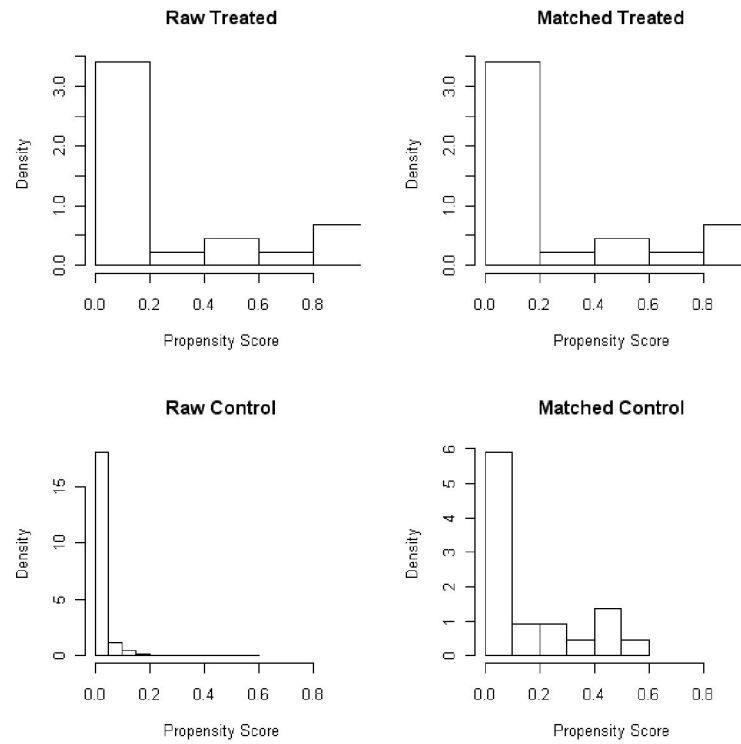 Raw Treated
Density
0.0
1.0
2.0
3.0
0.0 0.2 0.4 0.6 0.8
Propensity Score
Matched Treated
Density
0.0
1.0
2.0
3.0
0.0 0.2 0.4 0.6 0.8
Propensity Score
Raw Control
Density
0
5
10
15
0.0 0.2 0.4 0.6 0.8
Propensity Score
Matched Control
Density
0
1
2
3
4
5
6
0.0 0.2 0.4 0.6 0.8
Propensity Score